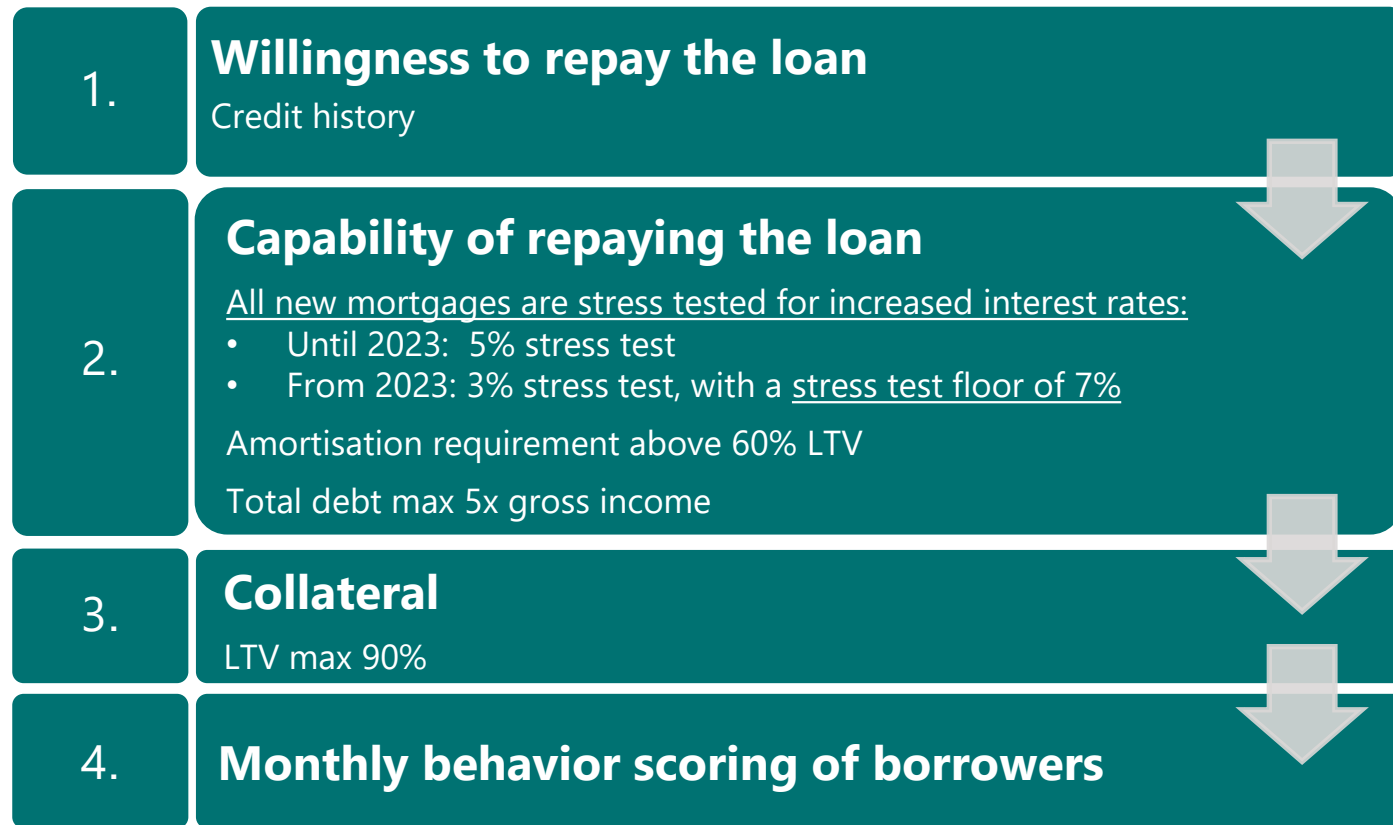 1.
Willingness to repay the loan
Credit history
2.
Capability of repaying the loan
All new mortgages are stress tested for increased interest rates:
• Until 2023: 5% stress test
• From 2023: 3% stress test, with a stress test floor of 7%
Amortisation requirement above 60% LTV
Total debt max 5x gross income
3.
Collateral
LTV max 90%
4.
Monthly behavior scoring of borrowers